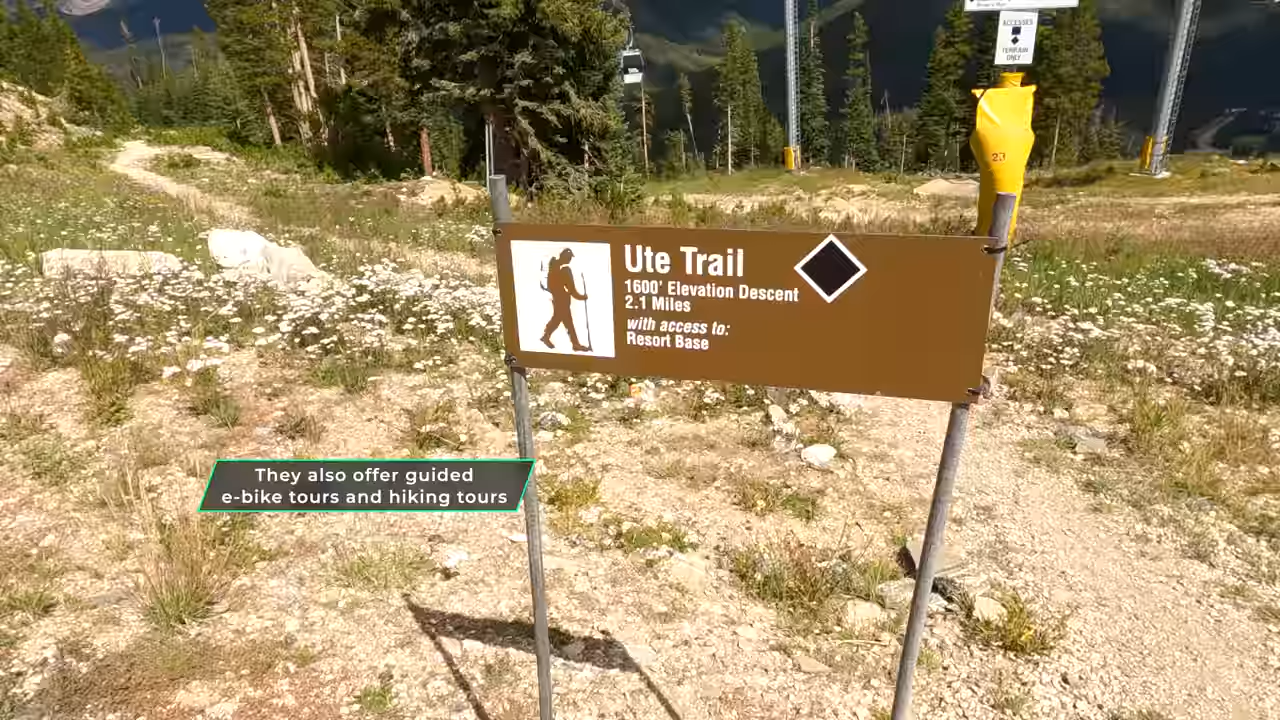 ACCESSES
TERRAIN
ONLY
23
Ute Trail
1600' Elevation Descent
2.1 Miles
with access to:
Resort Base
They also offer guided
e-bike tours and hiking tours